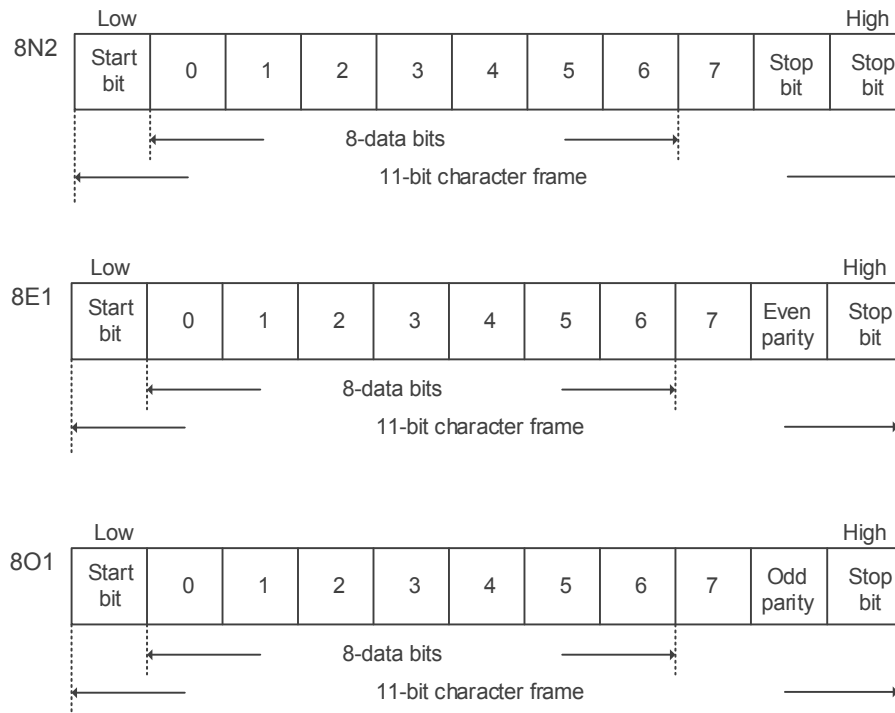 Low High
8N2
Start bit 0 1 2 3 4 5 6 7 Stop bit Stop bit
8-data bits
11-bit character frame
Low High
8E1
Start bit 0 1 2 3 4 5 6 7 Even parity Stop bit
8-data bits
11-bit character frame
Low High
8O1
Start bit 0 1 2 3 4 5 6 7 Odd parity Stop bit
8-data bits
11-bit character frame